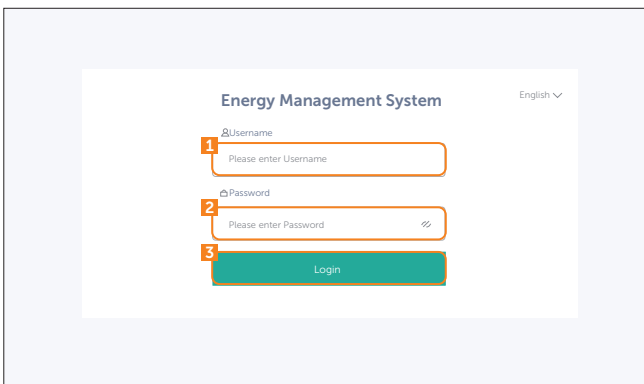 Energy Management System
English
Username
1
Please enter Username
Password
2
Please enter Password
3
Login